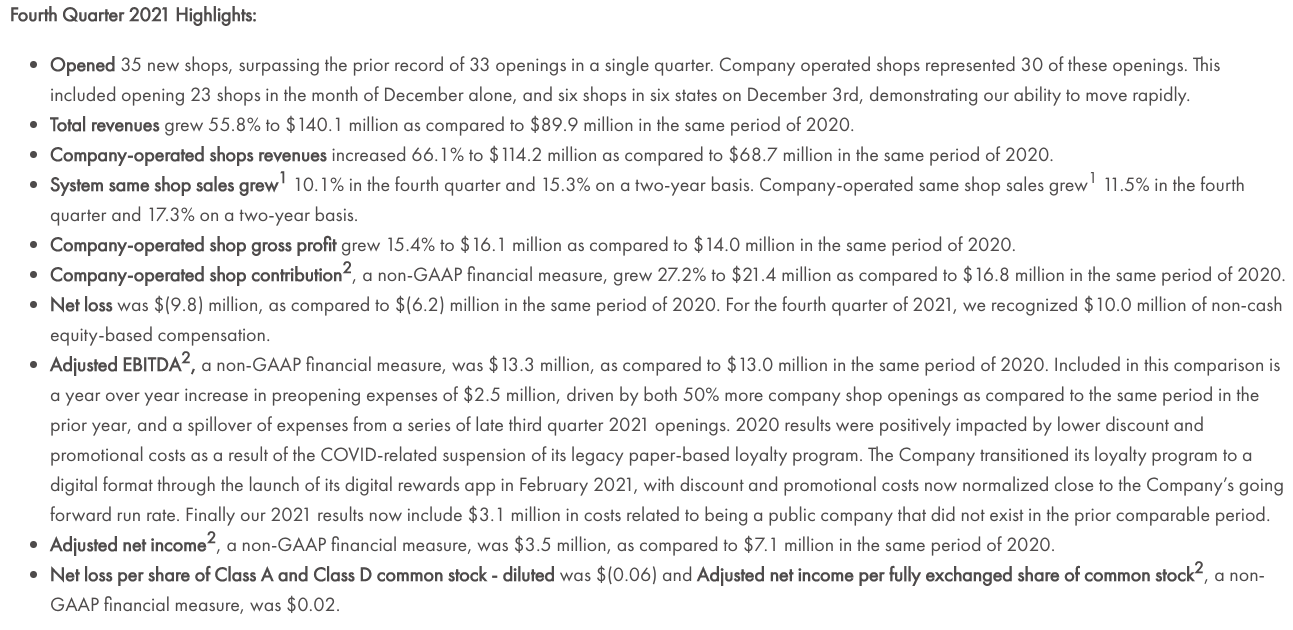 Fourth Quarter 2021 Highlights:
• Opened 35 new shops, surpassing the prior record of 33 openings in a single quarter. Company operated shops represented 30 of these openings. This
included opening 23 shops in the month of December alone, and six shops in six states on December 3rd, demonstrating our ability to move rapidly.
• Total revenues grew 55.8% to $140.1 million as compared to $89.9 million in the same period of 2020.
• Company-operated shops revenues increased 66.1% to $114.2 million as compared to $68.7 million in the same period of 2020.
• System same shop sales grew1 10.1% in the fourth quarter and 15.3% on a two-year basis. Company-operated same shop sales grew1 11.5% in the fourth
quarter and 17.3% on a two-year basis.
• Company-operated shop gross profit grew 15.4% to $16.1 million as compared to $14.0 million in the same period of 2020.
• Company-operated shop contribution2, a non-GAAP financial measure, grew 27.2% to $21.4 million as compared to $16.8 million in the same period of 2020.
• Net loss was $(9.8) million, as compared to $(6.2) million in the same period of 2020. For the fourth quarter of 2021, we recognized $10.0 million of non-cash
equity-based compensation.
• Adjusted EBITDA2, a non-GAAP financial measure, was $13.3 million, as compared to $13.0 million in the same period of 2020. Included in this comparison is
a year over year increase in preopening expenses of $2.5 million, driven by both 50% more company shop openings as compared to the same period in the
prior year, and a spillover of expenses from a series of late third quarter 2021 openings. 2020 results were positively impacted by lower discount and
promotional costs as a result of the COVID-related suspension of its legacy paper-based loyalty program. The Company transitioned its loyalty program to a
digital format through the launch of its digital rewards app in February 2021, with discount and promotional costs now normalized close to the Company's going
forward run rate. Finally our 2021 results now include $3.1 million in costs related to being a public company that did not exist in the prior comparable period.
• Adjusted net income2, a non-GAAP financial measure, was $3.5 million, as compared to $7.1 million in the same period of 2020.
• Net loss per share of Class A and Class D common stock - diluted was $(0.06) and Adjusted net income per fully exchanged share of common stock2, a non-
GAAP financial measure, was $0.02.